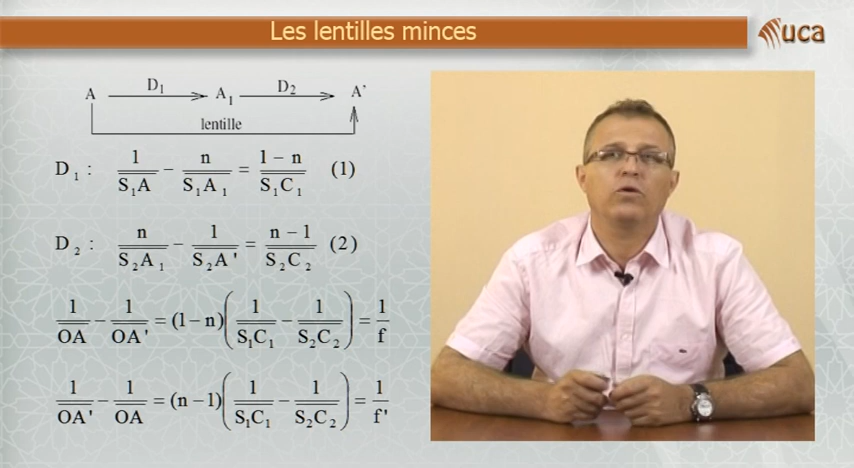 Les lentilles minces
uca
A D₁ A₁ D₂ A'
lentille
D₁ : 1/S₁A − n/S₁A₁ = (1 − n)/S₁C₁ (1)
D₂ : n/S₂A₁ − 1/S₂A' = (n − 1)/S₂C₂ (2)
1/OA − 1/OA' = (1 − n)(1/S₁C₁ − 1/S₂C₂) = 1/f
1/OA' − 1/OA = (n − 1)(1/S₁C₁ − 1/S₂C₂) = 1/f'